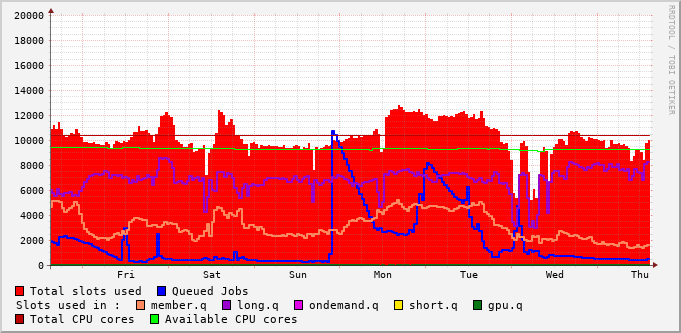 RRDTOOL / TOBI OETIKER
20000
18000
16000
14000
12000
10000
8000
6000
4000
2000
0
Fri Sat Sun Mon Tue Wed Thu
Total slots used Queued Jobs
Slots used in : member.q long.q ondemand.q short.q gpu.q
Total CPU cores Available CPU cores